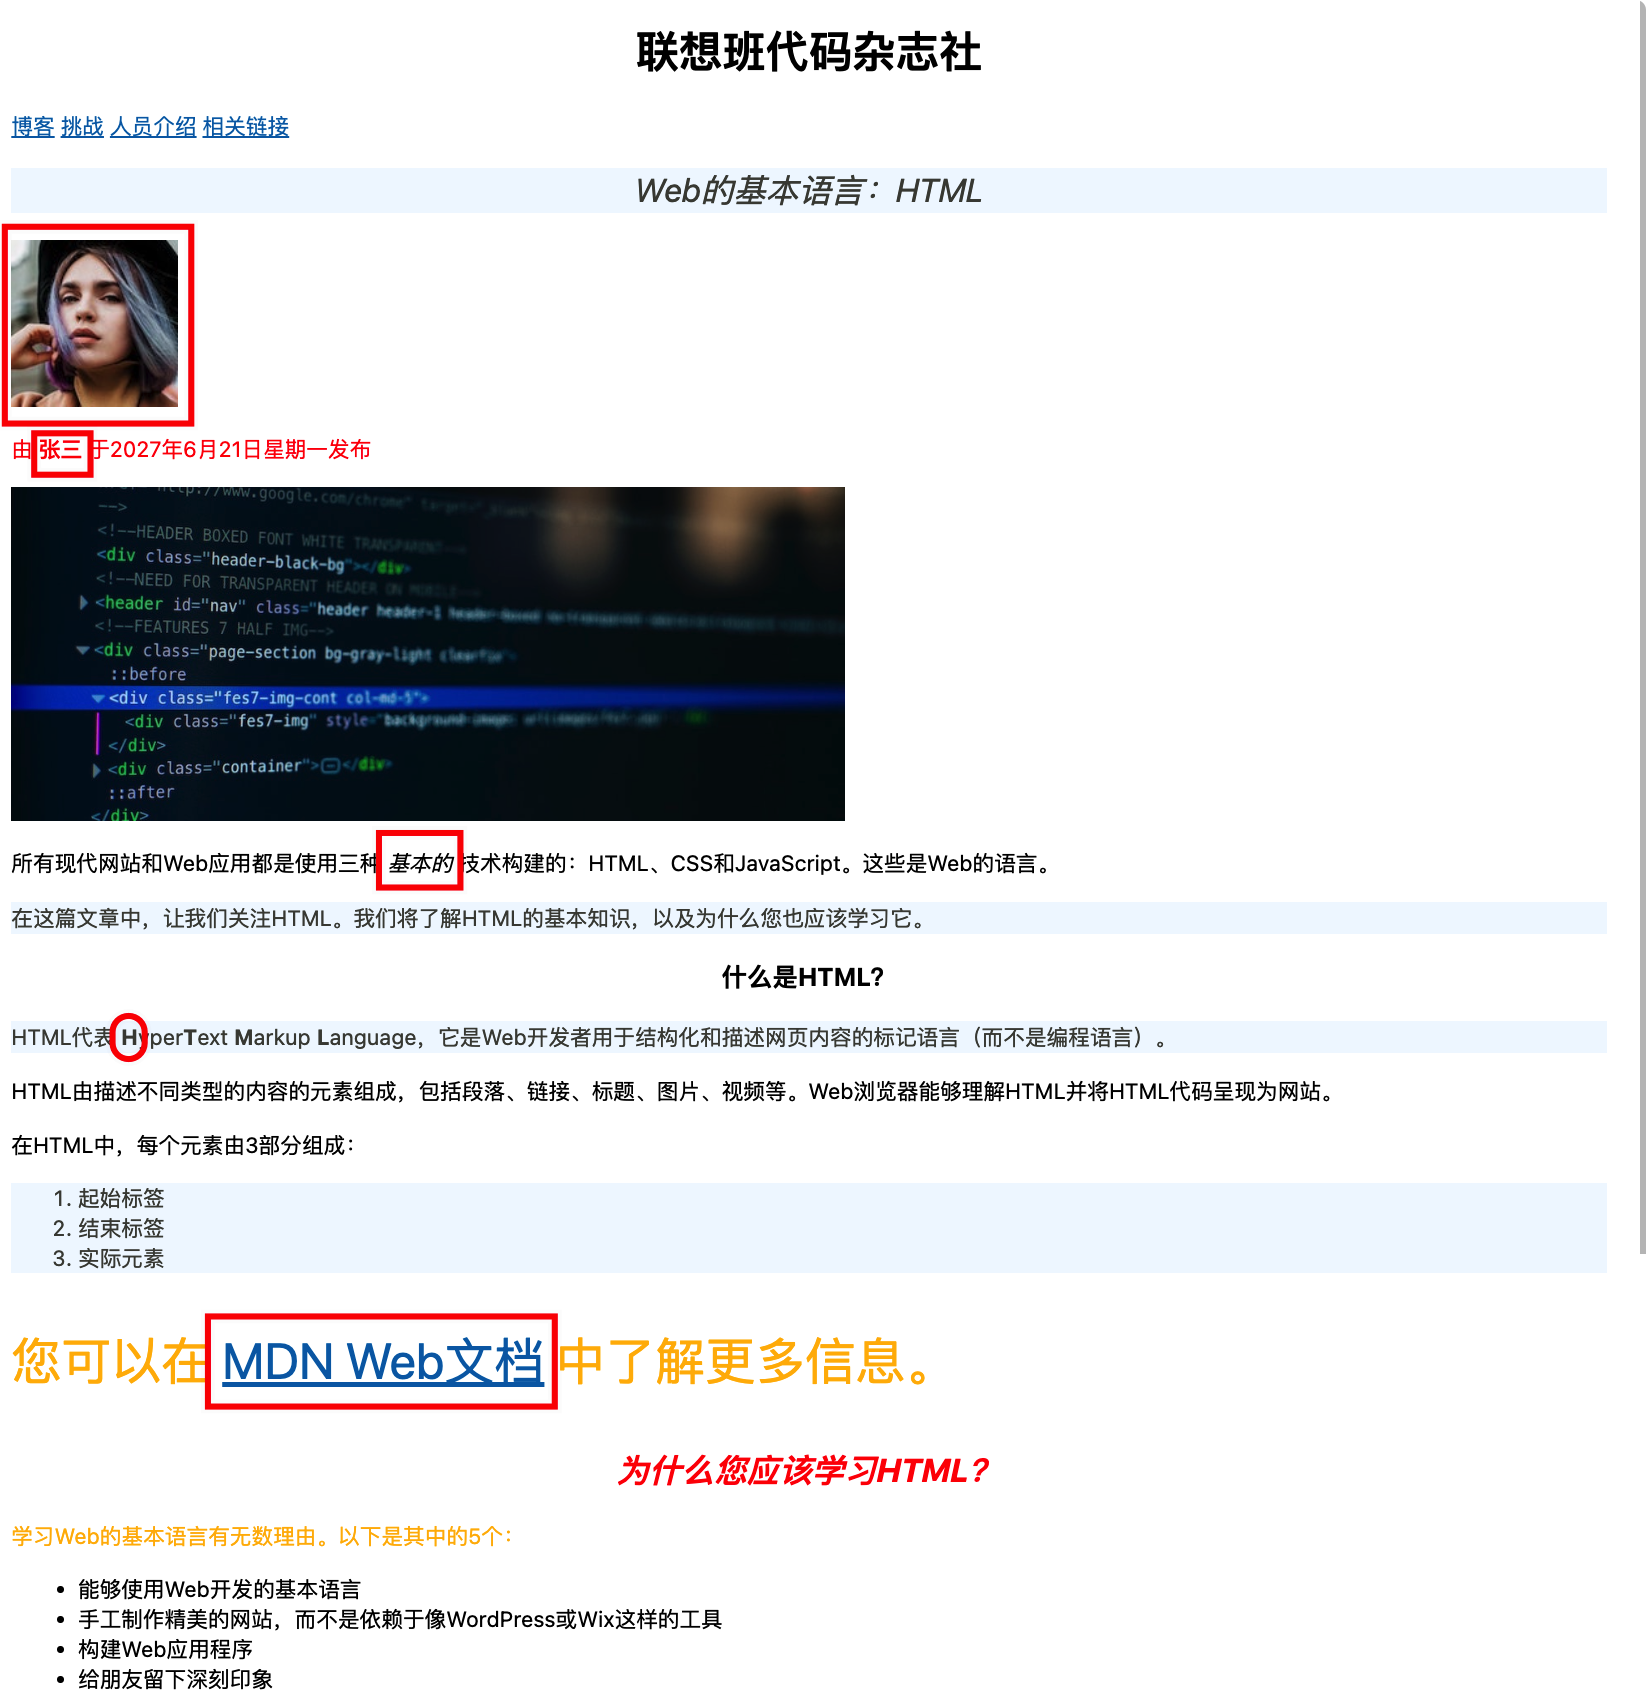 联想班代码杂志社
博客 挑战 人员介绍 相关链接
Web的基本语言：HTML
由 张三 于2027年6月21日星期一发布
http://www.google.com/chrome" target="_blank"
-->
<!--HEADER BOXED FONT WHITE TRANSPARENT-->
<div class="header-black-bg"></div>
<!--NEED FOR TRANSPARENT HEADER ON MOBILE-->
<header id="nav" class="header header-1 header-boxed
<!--FEATURES 7 HALF IMG-->
<div class="page-section bg-gray-light clearfix">
::before
<div class="fes7-img-cont col-md-5">
<div class="fes7-img" style="background-image:
</div>
<div class="container"></div>
::after
</div>
所有现代网站和Web应用都是使用三种 基本的 技术构建的：HTML、CSS和JavaScript。这些是Web的语言。
在这篇文章中，让我们关注HTML。我们将了解HTML的基本知识，以及为什么您也应该学习它。
什么是HTML?
HTML代表 HyperText Markup Language，它是Web开发者用于结构化和描述网页内容的标记语言（而不是编程语言）。
HTML由描述不同类型的内容的元素组成，包括段落、链接、标题、图片、视频等。Web浏览器能够理解HTML并将HTML代码呈现为网站。
在HTML中，每个元素由3部分组成：
1. 起始标签
2. 结束标签
3. 实际元素
您可以在 MDN Web文档 中了解更多信息。
为什么您应该学习HTML？
学习Web的基本语言有无数理由。以下是其中的5个：
• 能够使用Web开发的基本语言
• 手工制作精美的网站，而不是依赖于像WordPress或Wix这样的工具
• 构建Web应用程序
• 给朋友留下深刻印象